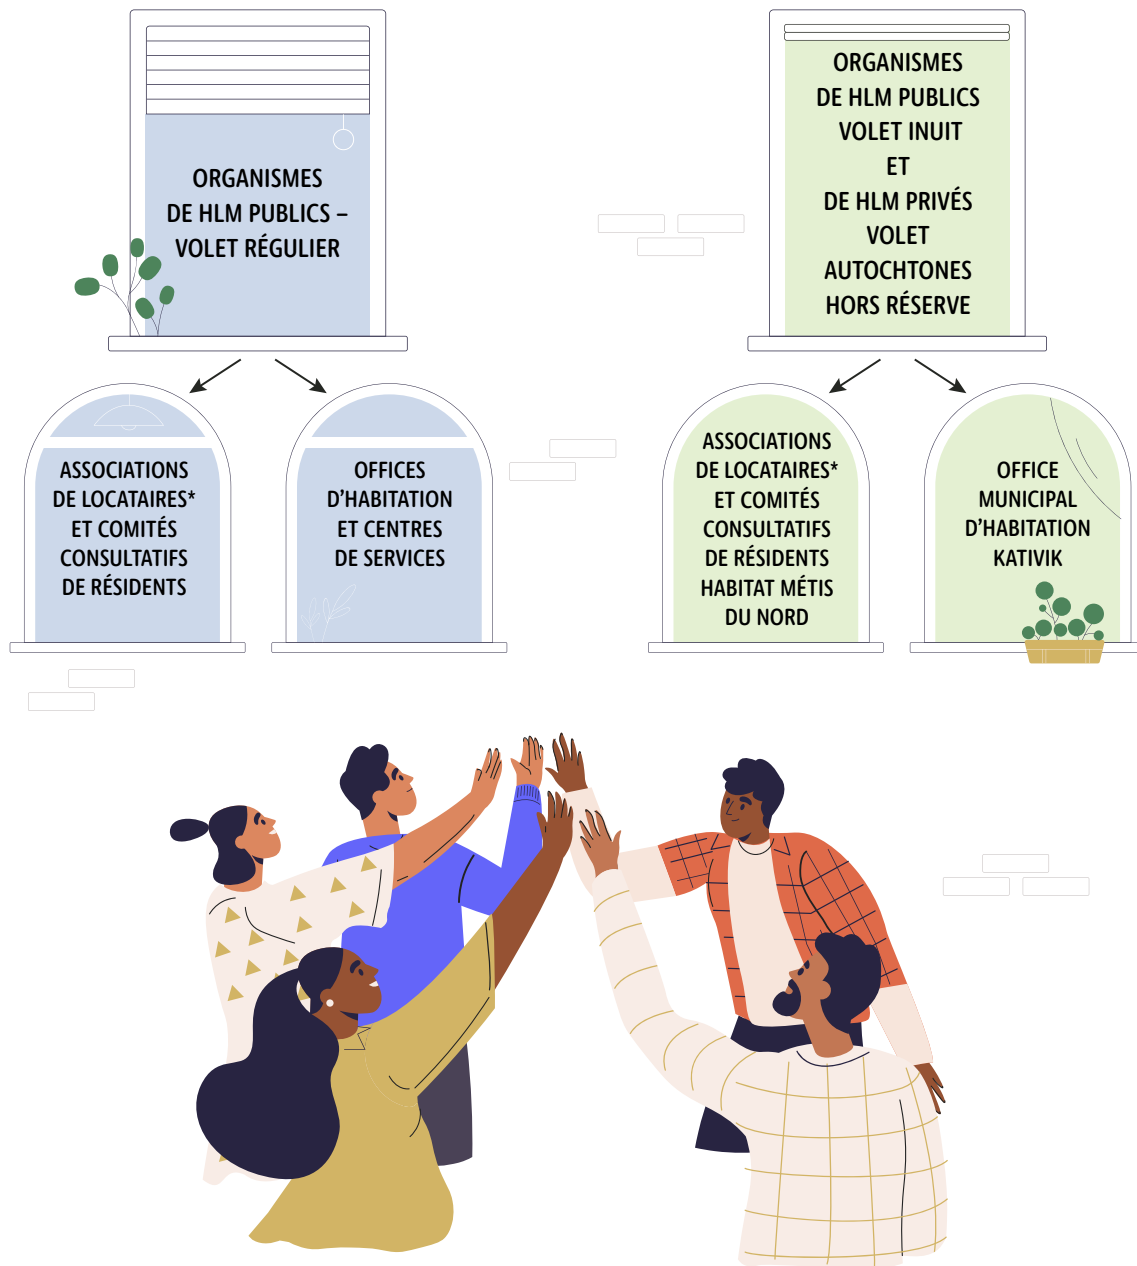 ORGANISMES
DE HLM PUBLICS –
VOLET RÉGULIER
ORGANISMES
DE HLM PUBLICS
VOLET INUIT
ET
DE HLM PRIVÉS
VOLET
AUTOCHTONES
HORS RÉSERVE
ASSOCIATIONS
DE LOCATAIRES*
ET COMITÉS
CONSULTATIFS
DE RÉSIDENTS
OFFICES
D’HABITATION
ET CENTRES
DE SERVICES
ASSOCIATIONS
DE LOCATAIRES*
ET COMITÉS
CONSULTATIFS
DE RÉSIDENTS
HABITAT MÉTIS
DU NORD
OFFICE
MUNICIPAL
D’HABITATION
KATIVIK